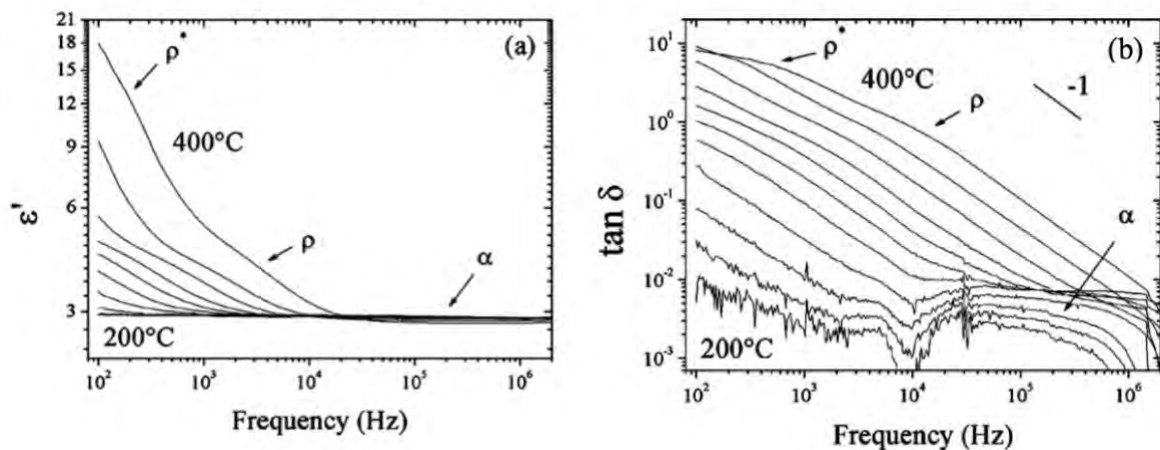 21
18
15
12
9
6
3
ε'
(a)
ρ*
400°C
ρ
α
200°C
10² 10³ 10⁴ 10⁵ 10⁶
Frequency (Hz)
10¹
10⁰
10⁻¹
10⁻²
10⁻³
tan δ
(b)
ρ*
400°C
-1
ρ
α
200°C
10² 10³ 10⁴ 10⁵ 10⁶
Frequency (Hz)